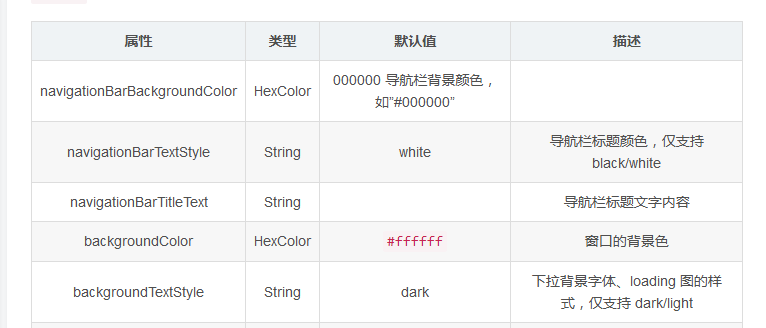 属性 类型 默认值 描述
navigationBarBackgroundColor HexColor 000000 导航栏背景颜色，
如”#000000”
navigationBarTextStyle String white 导航栏标题颜色，仅支持
black/white
navigationBarTitleText String 导航栏标题文字内容
backgroundColor HexColor #ffffff 窗口的背景色
backgroundTextStyle String dark 下拉背景字体、loading 图的样
式，仅支持 dark/light